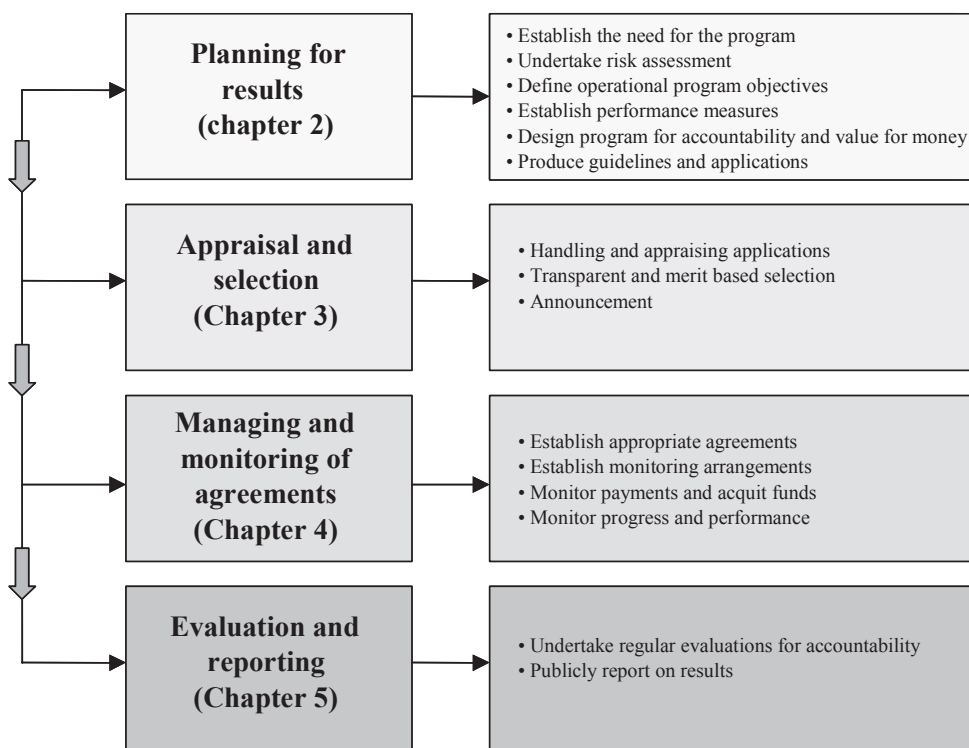 Planning for
results
(chapter 2)
• Establish the need for the program
• Undertake risk assessment
• Define operational program objectives
• Establish performance measures
• Design program for accountability and value for money
• Produce guidelines and applications
Appraisal and
selection
(Chapter 3)
• Handling and appraising applications
• Transparent and merit based selection
• Announcement
Managing and
monitoring of
agreements
(Chapter 4)
• Establish appropriate agreements
• Establish monitoring arrangements
• Monitor payments and acquit funds
• Monitor progress and performance
Evaluation and
reporting
(Chapter 5)
• Undertake regular evaluations for accountability
• Publicly report on results